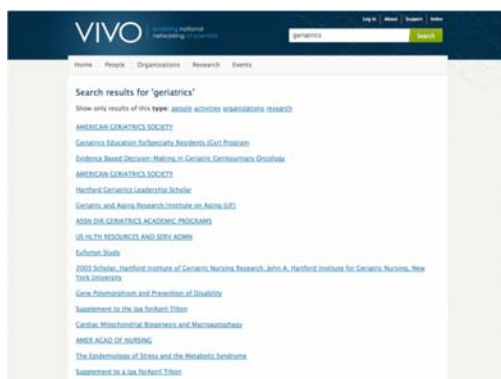 VIVO
enabling national
networking of scientists
Log in About Support Index
geriatrics
Search
Home People Organizations Research Events
Search results for 'geriatrics'
Show only results of this type: people activities organizations research
AMERICAN GERIATRICS SOCIETY
Geriatrics Education forSpecialty Residents (Gsr) Program
Evidence Based Decision-Making in Geriatric Genitourinary Oncology
AMERICAN GERIATRICS SOCIETY
Hartford Geriatrics Leadership Scholar
Geriatric and Aging Research/Institute on Aging (UF)
ASSN DIR GERIATRICS ACADEMIC PROGRAMS
US HLTH RESOURCES AND SERV ADMN
Euforton Study
2003 Scholar, Hartford Institute of Geriatric Nursing Research, John A. Hartford Institute for Geriatric Nursing, New
York University
Gene Polymorphism and Prevention of Disability
Supplement to the Ipa forApril Tilton
Cardiac Mitochondrial Biogenesis and Macroautophagy
AMER ACAD OF NURSING
The Epidemiology of Stress and the Metabolic Syndrome
Supplement to a Ipa forApril Tilton